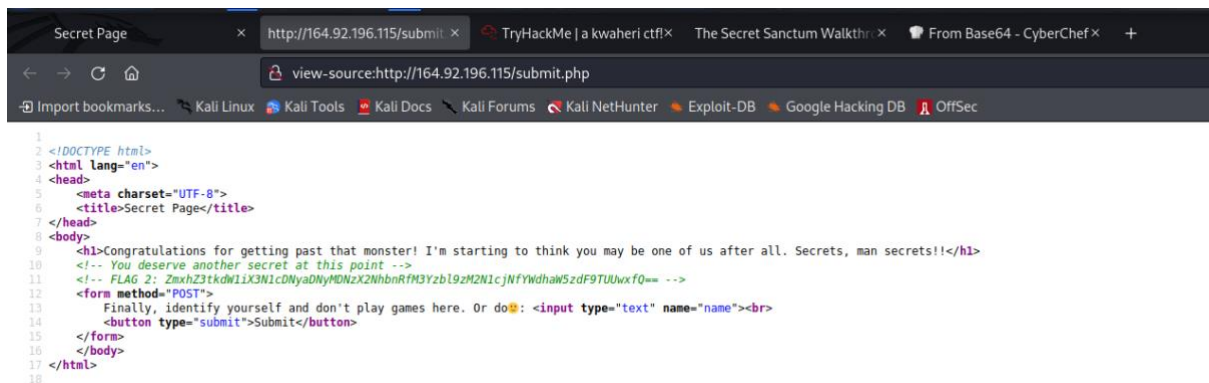 Secret Page × http://164.92.196.115/submit × TryHackMe | a kwaheri ctf!× The Secret Sanctum Walkthr× From Base64 - CyberChef× +
view-source:http://164.92.196.115/submit.php
Import bookmarks... Kali Linux Kali Tools Kali Docs Kali Forums Kali NetHunter Exploit-DB Google Hacking DB OffSec
1
2 <!DOCTYPE html>
3 <html lang="en">
4 <head>
5 <meta charset="UTF-8">
6 <title>Secret Page</title>
7 </head>
8 <body>
9 <h1>Congratulations for getting past that monster! I'm starting to think you may be one of us after all. Secrets, man secrets!!</h1>
10 <!-- You deserve another secret at this point -->
11 <!-- FLAG 2: ZmxhZ3tkdW1iX3N1cDNyaDNyMDNzX2NhbnRfM3Yzbl9zM2N1cjNfYWdhaW5zdF9TUUwxfQ== -->
12 <form method="POST">
13 Finally, identify yourself and don't play games here. Or do🙂: <input type="text" name="name"><br>
14 <button type="submit">Submit</button>
15 </form>
16 </body>
17 </html>
18